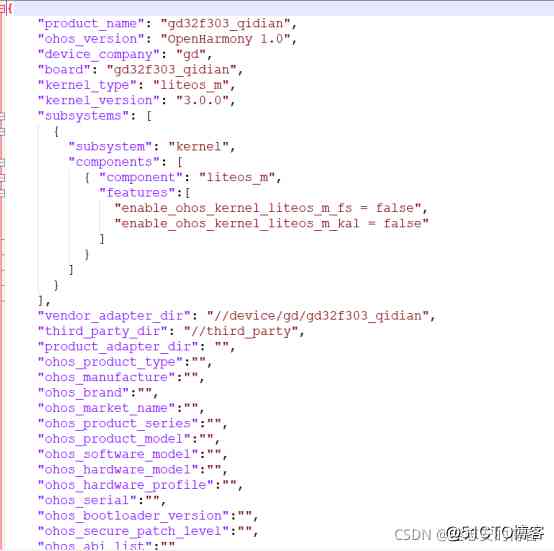 {
"product_name": "gd32f303_qidian",
"ohos_version": "OpenHarmony 1.0",
"device_company": "gd",
"board": "gd32f303_qidian",
"kernel_type": "liteos_m",
"kernel_version": "3.0.0",
"subsystems": [
{
"subsystem": "kernel",
"components": [
{ "component": "liteos_m",
"features":[
"enable_ohos_kernel_liteos_m_fs = false",
"enable_ohos_kernel_liteos_m_kal = false"
]
}
]
}
],
"vendor_adapter_dir": "//device/gd/gd32f303_qidian",
"third_party_dir": "//third_party",
"product_adapter_dir": "",
"ohos_product_type":"",
"ohos_manufacture":"",
"ohos_brand":"",
"ohos_market_name":"",
"ohos_product_series":"",
"ohos_product_model":"",
"ohos_software_model":"",
"ohos_hardware_model":"",
"ohos_hardware_profile":"",
"ohos_serial":"",
"ohos_bootloader_version":"",
"ohos_secure_patch_level":"",
"ohos_abi_list":""
CSDN
@51CTO博客